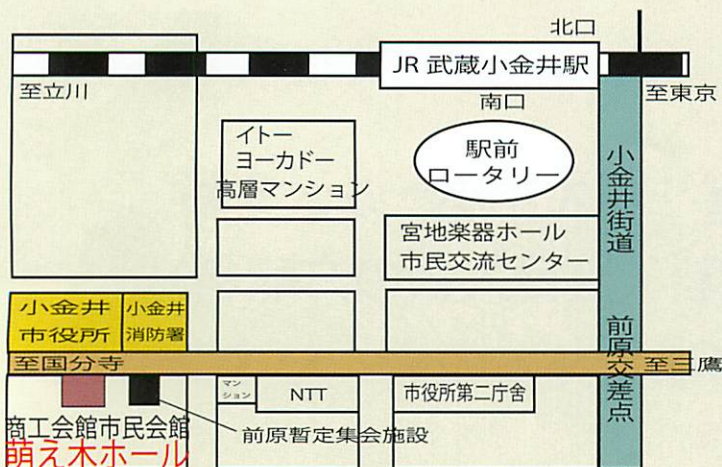 北口
JR 武蔵小金井駅
至立川
至東京
南口
イトー
ヨーカドー
高層マンション
駅前
ロータリー
小金井街道
宮地楽器ホール
市民交流センター
小金井
市役所
小金井
消防署
前原交差点
至国分寺
至三鷹
マン
ション
NTT
市役所第二庁舎
商工会館市民会館
前原暫定集会施設
萌え木ホール